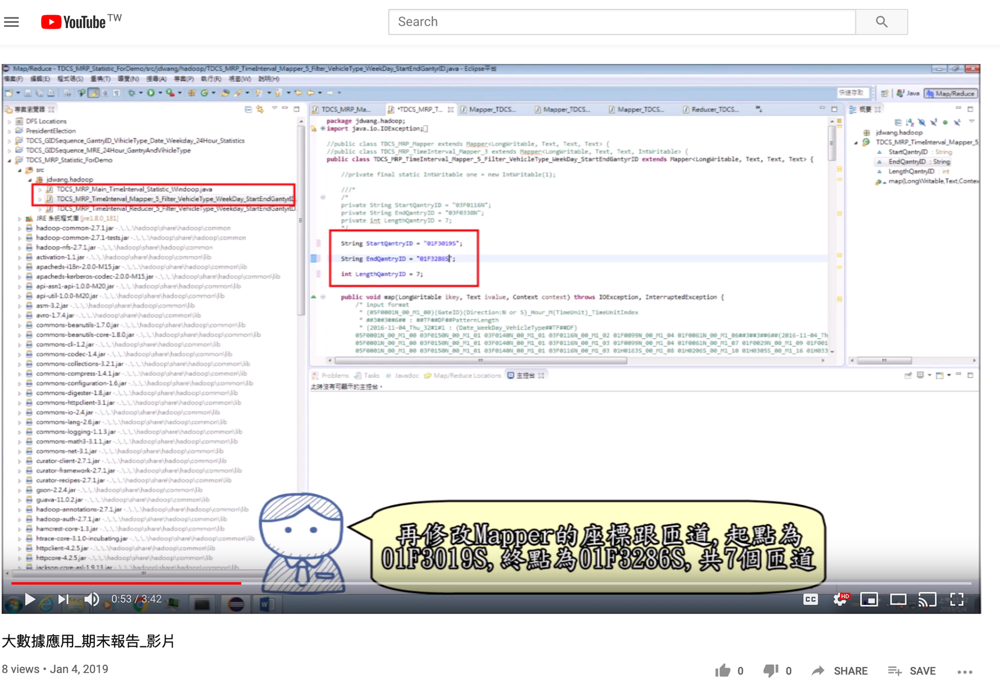 YouTube TW
Search
Map/Reduce - TDCS_MRP_Statistic_ForDemo/src/jdwang/hadoop/TDCS_MRP_TimeInterval_Mapper_5_Filter_VehicleType_WeekDay_StartEndGantyrID.java - Eclipse平台
檔案(F) 編輯(E) 程式碼(S) 重構(T) 導覽(N) 搜尋(A) 專案(P) 執行(R) 視窗(W) 說明(H)
快速存取 Java Map/Reduce
專案瀏覽器
DFS Locations
PresidentElection
TDCS_GIDSequence_GantryID_VihicleType_Date_Weekday_24Hour_Statistics
TDCS_GIDSequence_MRE_24Hour_GantryAndVihicleType
TDCS_MRP_Statistic_ForDemo
src
jdwang.hadoop
TDCS_MRP_Main_TimeInterval_Statistic_Windoop.java
TDCS_MRP_TimeInterval_Mapper_5_Filter_VehicleType_WeekDay_StartEndGantyrID.
TDCS_MRP_TimeInterval_Reducer_5_Filter_VehicleType_Weekday_StartEndGantyrID.
JRE 系統程式庫 [jre1.8.0_181]
hadoop-common-2.7.1.jar - ..\..\..\hadoop\share\hadoop\common
hadoop-common-2.7.1-tests.jar - ..\..\..\hadoop\share\hadoop\common
hadoop-nfs-2.7.1.jar - ..\..\..\hadoop\share\hadoop\common
activation-1.1.jar - ..\..\..\hadoop\share\hadoop\common\lib
apacheds-i18n-2.0.0-M15.jar - ..\..\..\hadoop\share\hadoop\common\lib
apacheds-kerberos-codec-2.0.0-M15.jar - ..\..\..\hadoop\share\hadoop\common\lib
api-asn1-api-1.0.0-M20.jar - ..\..\..\hadoop\share\hadoop\common\lib
api-util-1.0.0-M20.jar - ..\..\..\hadoop\share\hadoop\common\lib
asm-3.2.jar - ..\..\..\hadoop\share\hadoop\common\lib
avro-1.7.4.jar - ..\..\..\hadoop\share\hadoop\common\lib
commons-beanutils-1.7.0.jar - ..\..\..\hadoop\share\hadoop\common\lib
commons-beanutils-core-1.8.0.jar - ..\..\..\hadoop\share\hadoop\common\lib
commons-cli-1.2.jar - ..\..\..\hadoop\share\hadoop\common\lib
commons-codec-1.4.jar - ..\..\..\hadoop\share\hadoop\common\lib
commons-collections-3.2.1.jar - ..\..\..\hadoop\share\hadoop\common\lib
commons-compress-1.4.1.jar - ..\..\..\hadoop\share\hadoop\common\lib
commons-configuration-1.6.jar - ..\..\..\hadoop\share\hadoop\common\lib
commons-digester-1.8.jar - ..\..\..\hadoop\share\hadoop\common\lib
commons-httpclient-3.1.jar - ..\..\..\hadoop\share\hadoop\common\lib
commons-io-2.4.jar - ..\..\..\hadoop\share\hadoop\common\lib
commons-lang-2.6.jar - ..\..\..\hadoop\share\hadoop\common\lib
commons-logging-1.1.3.jar - ..\..\..\hadoop\share\hadoop\common\lib
commons-math3-3.1.1.jar - ..\..\..\hadoop\share\hadoop\common\lib
commons-net-3.1.jar - ..\..\..\hadoop\share\hadoop\common\lib
curator-client-2.7.1.jar - ..\..\..\hadoop\share\hadoop\common\lib
curator-framework-2.7.1.jar - ..\..\..\hadoop\share\hadoop\common\lib
curator-recipes-2.7.1.jar - ..\..\..\hadoop\share\hadoop\common\lib
gson-2.2.4.jar - ..\..\..\hadoop\share\hadoop\common\lib
guava-11.0.2.jar - ..\..\..\hadoop\share\hadoop\common\lib
hadoop-annotations-2.7.1.jar - ..\..\..\hadoop\share\hadoop\common\lib
hadoop-auth-2.7.1.jar - ..\..\..\hadoop\share\hadoop\common\lib
hamcrest-core-1.3.jar - ..\..\..\hadoop\share\hadoop\common\lib
htrace-core-3.1.0-incubating.jar - ..\..\..\hadoop\share\hadoop\common\lib
httpclient-4.2.5.jar - ..\..\..\hadoop\share\hadoop\common\lib
httpcore-4.2.5.jar - ..\..\..\hadoop\share\hadoop\common\lib
jackson-core-asl-1.9.13.jar - ..\..\..\hadoop\share\hadoop\common\lib
TDCS_MRP_Ma... *TDCS_MRP_T... Mapper_TDCS... Mapper_TDCS... Mapper_TDCS... Reducer_TDCS...
package jdwang.hadoop;
import java.io.IOException;
//public class TDCS_MRP_Mapper extends Mapper<LongWritable, Text, Text, Text> {
//public class TDCS_MRP_TimeInterval_Mapper_3 extends Mapper<LongWritable, Text, Text, IntWritable> {
public class TDCS_MRP_TimeInterval_Mapper_5_Filter_VehicleType_WeekDay_StartEndGantyrID extends Mapper<LongWritable, Text, Text, Text> {
//private final static IntWritable one = new IntWritable(1);
///*
/*
private String StartQantryID = "03F0116N";
private String EndQantryID = "03F0338N";
private int LengthQantryID = 7;
*/
String StartQantryID = "01F3019S";
String EndQantryID = "01F3286S";
int LengthQantryID = 7;
public void map(LongWritable ikey, Text ivalue, Context context) throws IOException, InterruptedException {
/* input format
* (05F0001N_00_M1_00)(GateID)(Direction:N or S)_Hour_M(TimeUnit)_TimeUnitIndex
* ##3##3##6## : ##TF##DF##PatternLength
* (2016-11-04_Thu_32#1#1 : (Date_WeekDay_VehicleType##TF##DF)
05F0001N_00_M1_00 03F0150N_00_M1_01 03F0140N_00_M1_01 03F0116N_00_M1_02 01F0099N_00_M1_04 01F0061N_00_M1_06##3##3##6##(2016-11-04_Th
05F0001N_00_M1_00 03F0150N_00_M1_01 03F0140N_00_M1_01 03F0116N_00_M1_03 01F0099N_00_M1_04 01F0061N_00_M1_07 01F0029N_00_M1_09 01F001
05F0001N_00_M1_00 03F0150N_00_M1_01 03F0140N_00_M1_01 03F0116N_00_M1_03 01H0163S_00_M1_08 01H0206S_00_M1_10 01H0305S_00_M1_16 01H033
概要
jdwang.hadoop
TDCS_MRP_TimeInterval_Mapper_5
StartQantryID : String
EndQantryID : String
LengthQantryID : int
map(LongWritable,Text,Contex
Problems Tasks Javadoc Map/Reduce Locations 主控台
此時沒有可顯示的主控台。
再修改Mapper的座標跟匝道,起點為
01F3019S,終點為01F3286S,共7個匝道
0:53 / 3:42
CC HD
大數據應用_期末報告_影片
8 views • Jan 4, 2019
0 0 SHARE SAVE